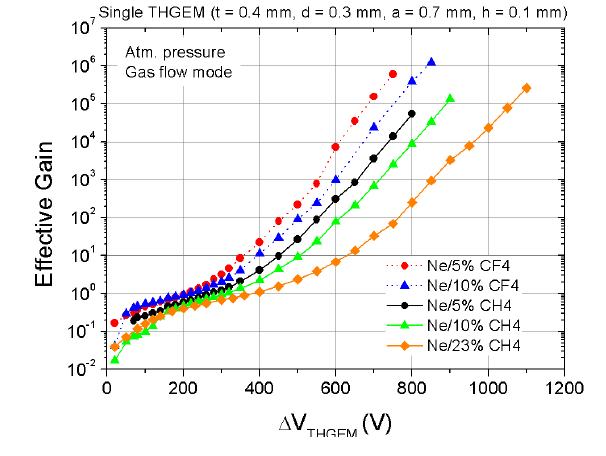 Single THGEM (t = 0.4 mm, d = 0.3 mm, a = 0.7 mm, h = 0.1 mm)
Atm. pressure
Gas flow mode
Effective Gain
10^7
10^6
10^5
10^4
10^3
10^2
10^1
10^0
10^-1
10^-2
Ne/5% CF4
Ne/10% CF4
Ne/5% CH4
Ne/10% CH4
Ne/23% CH4
0 200 400 600 800 1000 1200
ΔV_THGEM (V)